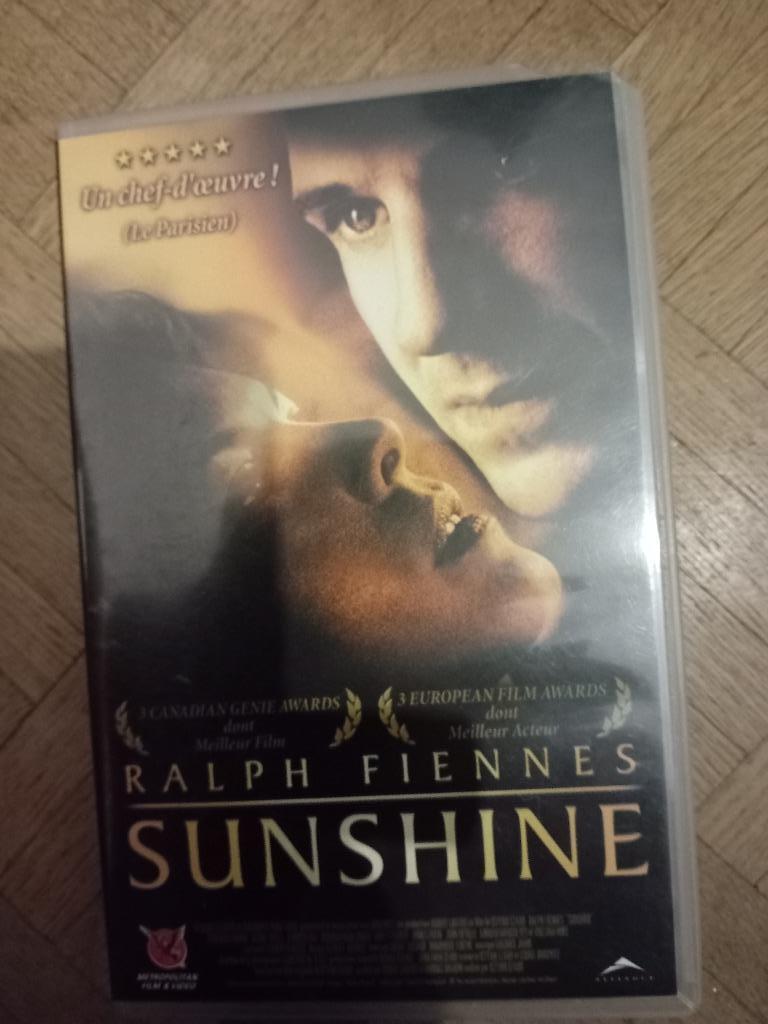 ★★★★★
Un chef-d'œuvre !
(Le Parisien)
3 CANADIAN GENIE AWARDS
dont
Meilleur Film
3 EUROPEAN FILM AWARDS
dont
Meilleur Acteur
RALPH FIENNES
SUNSHINE
METROPOLITAN
FILM & VIDEO
ALLIANCE